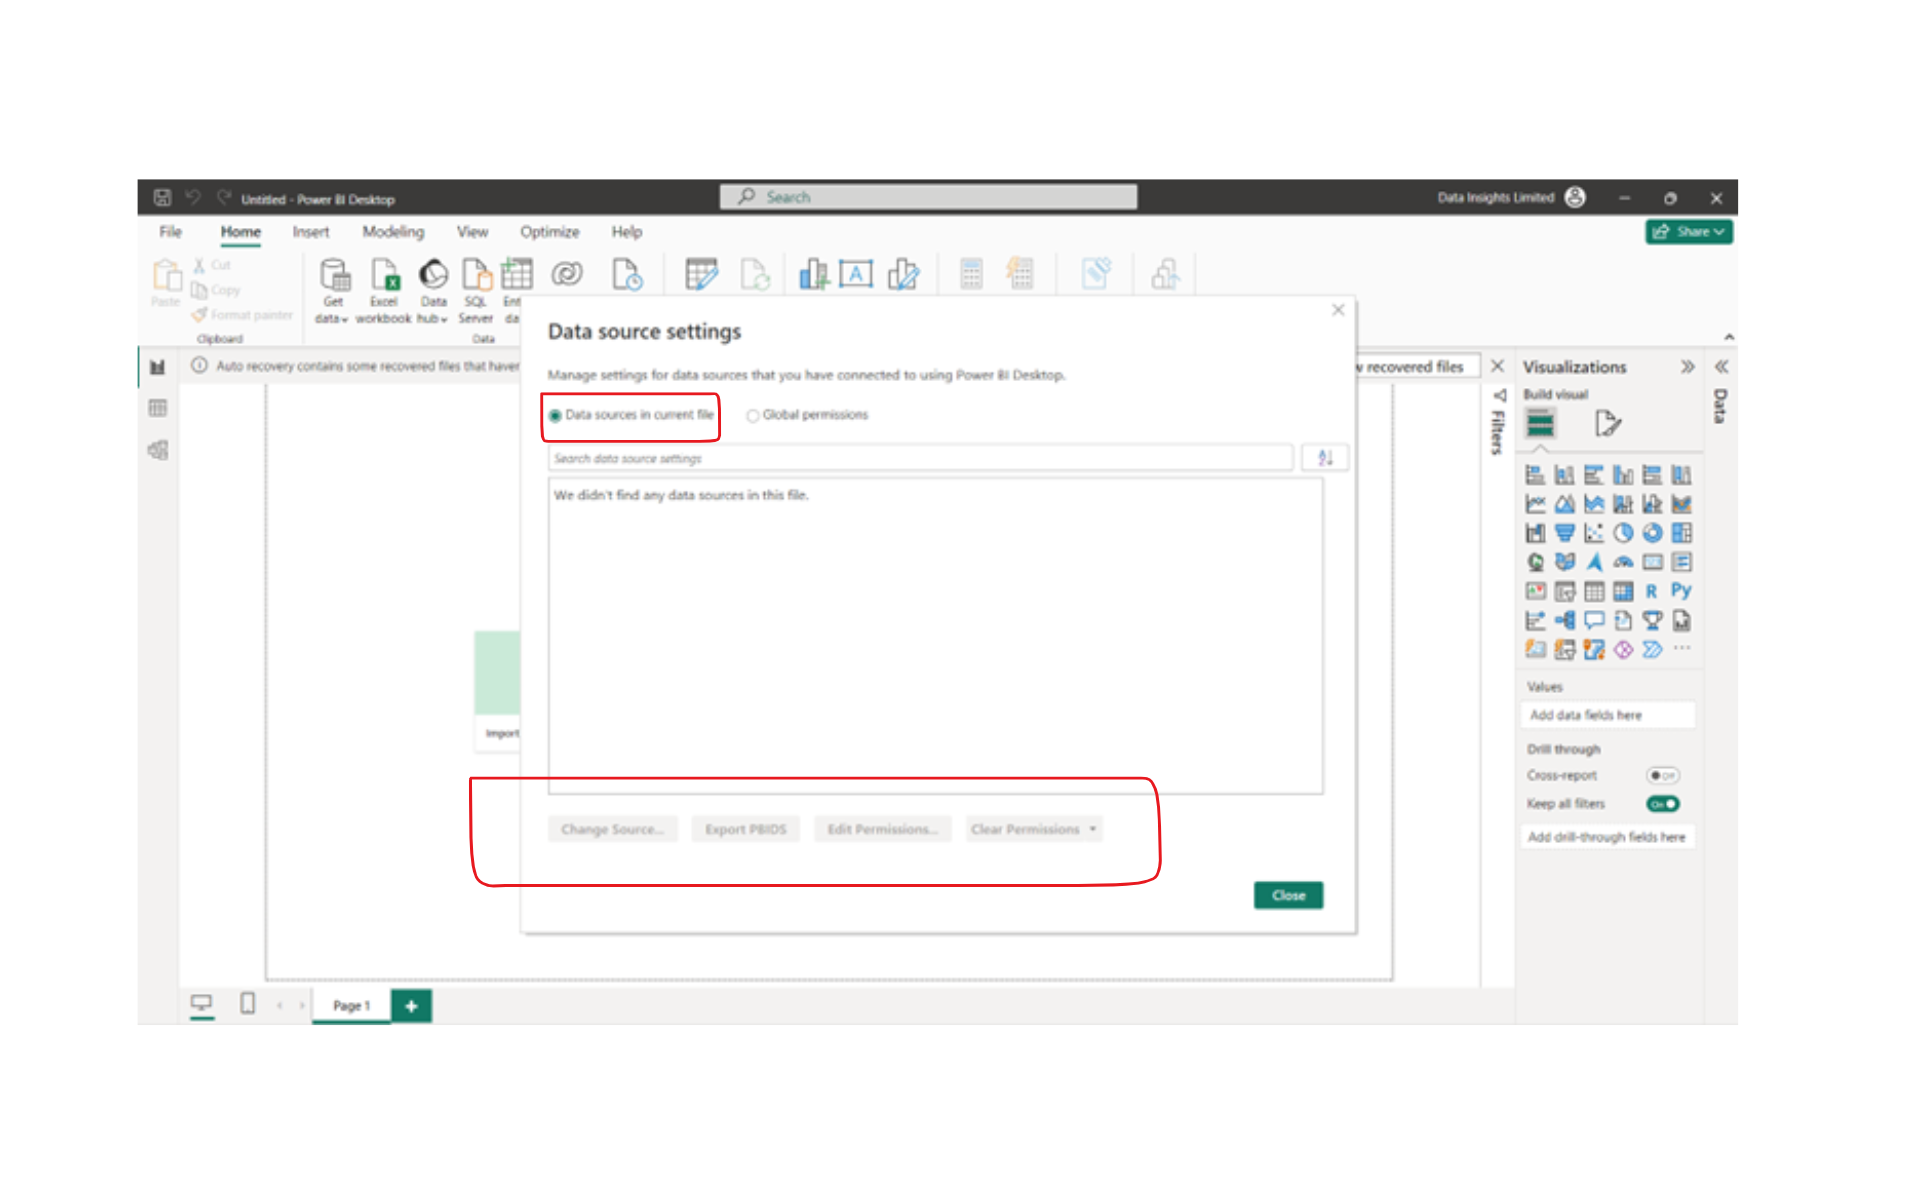 Untitled - Power BI Desktop
Search
Data Insights Limited
File Home Insert Modeling View Optimize Help
Share
Paste
Cut
Copy
Format painter
Clipboard
Get data
Excel workbook
Data hub
SQL Server
Data
Auto recovery contains some recovered files that haven
recovered files
Data source settings
Manage settings for data sources that you have connected to using Power BI Desktop.
Data sources in current file Global permissions
Search data source settings
We didn't find any data sources in this file.
Change Source... Export PBIDS Edit Permissions... Clear Permissions
Close
Import
Filters
Visualizations
Build visual
R Py
Values
Add data fields here
Drill through
Cross-report Off
Keep all filters On
Add drill-through fields here
Data
Page 1